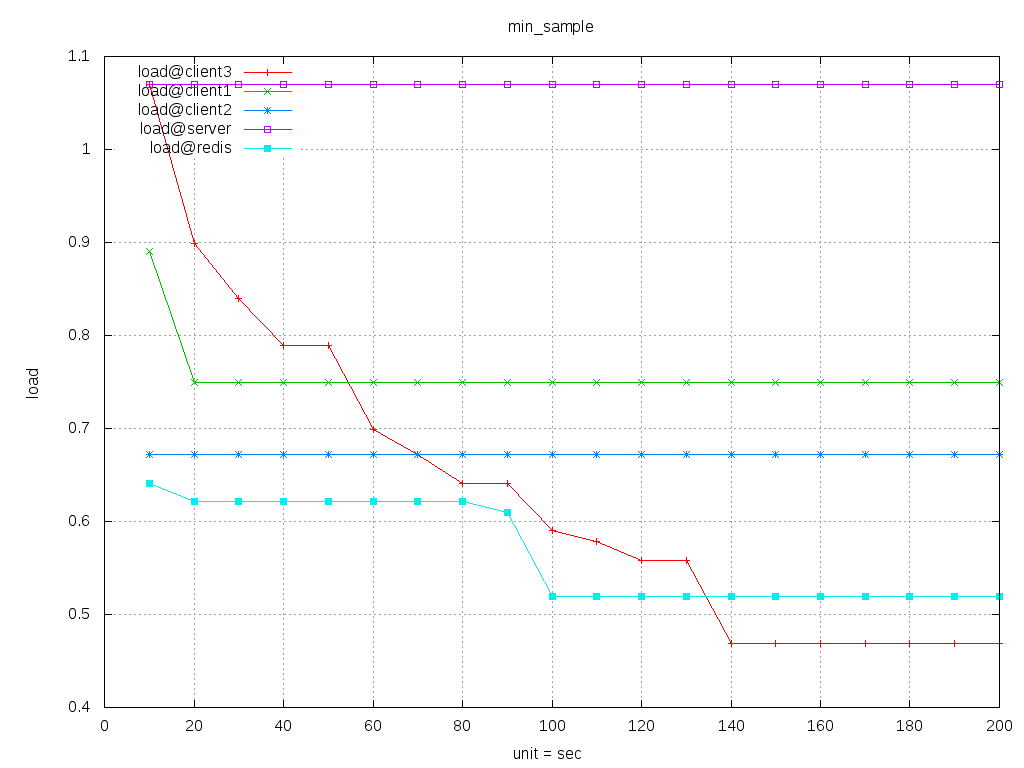 min_sample
1.1
1
0.9
0.8
0.7
0.6
0.5
0.4
load
load@client3
load@client1
load@client2
load@server
load@redis
0 20 40 60 80 100 120 140 160 180 200
unit = sec